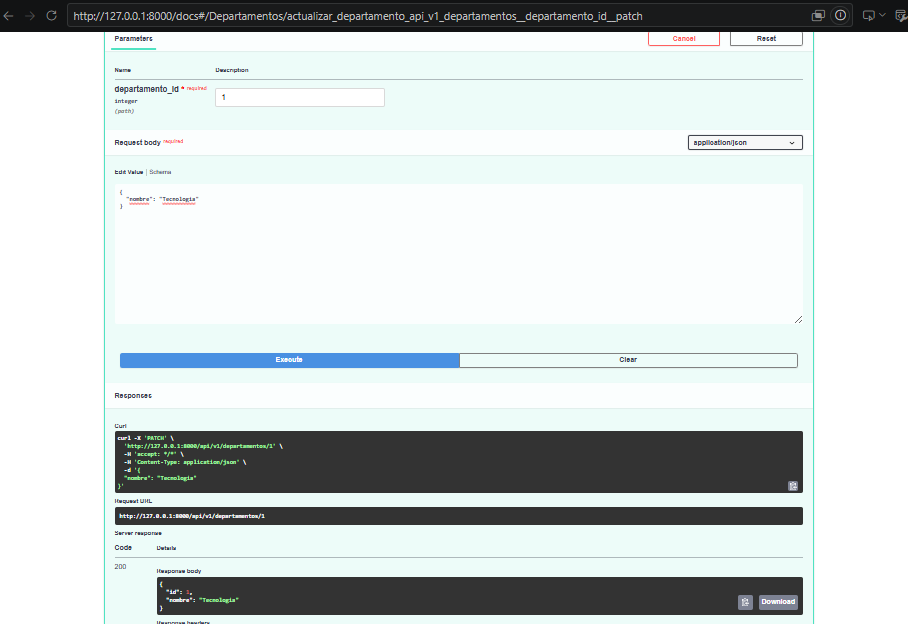 http://127.0.0.1:8000/docs#/Departamentos/actualizar_departamento_api_v1_departamentos__departamento_id__patch
Parameters
Cancel
Reset
Name Description
departamento_id * required
integer
(path)
1
Request body required
application/json
Edit Value | Schema
{
"nombre": "Tecnologia"
}
Execute
Clear
Responses
Curl
curl -X 'PATCH' \
'http://127.0.0.1:8000/api/v1/departamentos/1' \
-H 'accept: */*' \
-H 'Content-Type: application/json' \
-d '{
"nombre": "Tecnologia"
}'
Request URL
http://127.0.0.1:8000/api/v1/departamentos/1
Server response
Code Details
200
Response body
{
"id": 1,
"nombre": "Tecnologia"
}
Download
Response headers